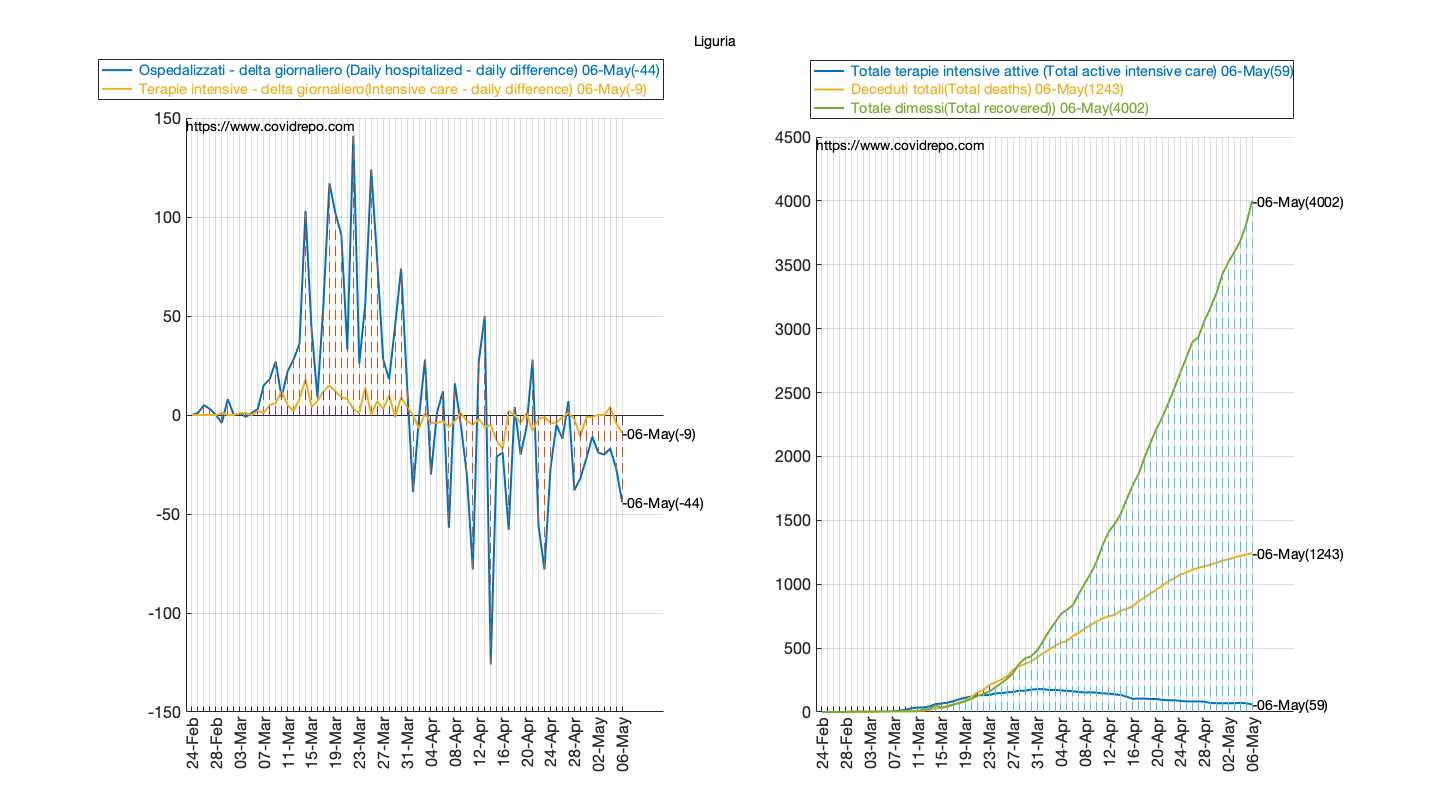 Liguria
Ospedalizzati - delta giornaliero (Daily hospitalized - daily difference) 06-May(-44)
Terapie intensive - delta giornaliero(Intensive care - daily difference) 06-May(-9)
150
https://www.covidrepo.com
100
50
0
-50
-100
-150
-06-May(-9)
-06-May(-44)
24-Feb
28-Feb
03-Mar
07-Mar
11-Mar
15-Mar
19-Mar
23-Mar
27-Mar
31-Mar
04-Apr
08-Apr
12-Apr
16-Apr
20-Apr
24-Apr
28-Apr
02-May
06-May
Totale terapie intensive attive (Total active intensive care) 06-May(59)
Deceduti totali(Total deaths) 06-May(1243)
Totale dimessi(Total recovered)) 06-May(4002)
4500
https://www.covidrepo.com
4000
3500
3000
2500
2000
1500
1000
500
0
-06-May(4002)
-06-May(1243)
-06-May(59)
24-Feb
28-Feb
03-Mar
07-Mar
11-Mar
15-Mar
19-Mar
23-Mar
27-Mar
31-Mar
04-Apr
08-Apr
12-Apr
16-Apr
20-Apr
24-Apr
28-Apr
02-May
06-May